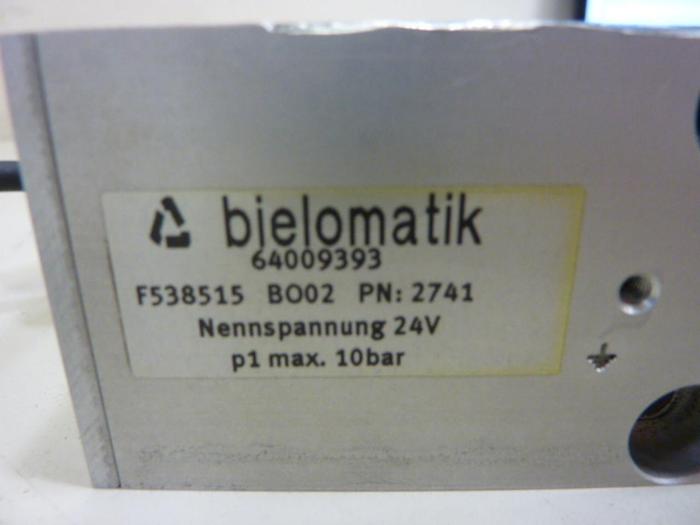 bielomatik
64009393
F538515 BO02 PN: 2741
Nennspannung 24V
p1 max. 10bar